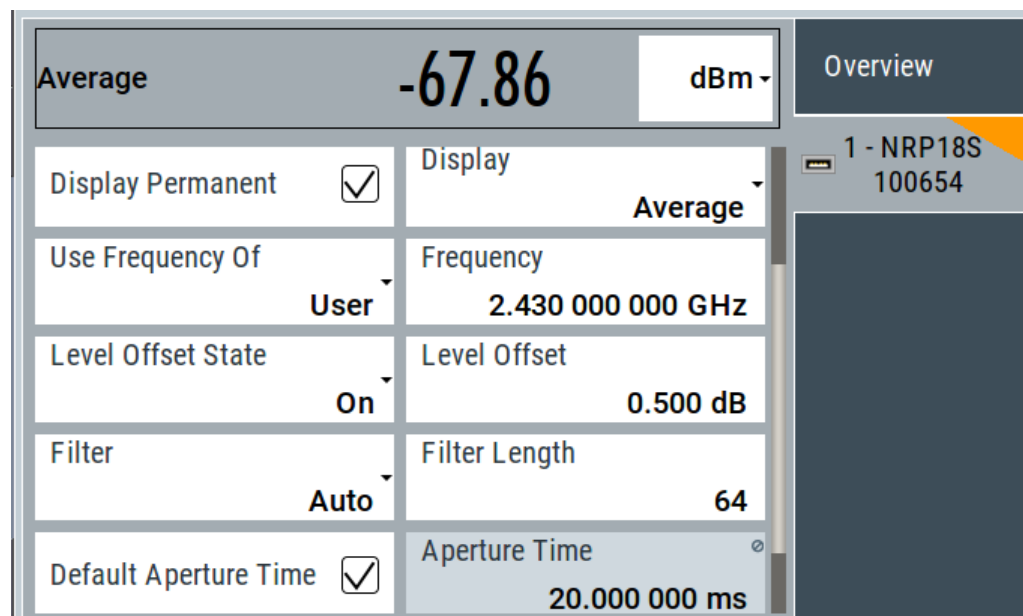 Average -67.86 dBm
Overview
1 - NRP18S
100654
Display Permanent
Display
Average
Use Frequency Of
User
Frequency
2.430 000 000 GHz
Level Offset State
On
Level Offset
0.500 dB
Filter
Auto
Filter Length
64
Default Aperture Time
Aperture Time
20.000 000 ms